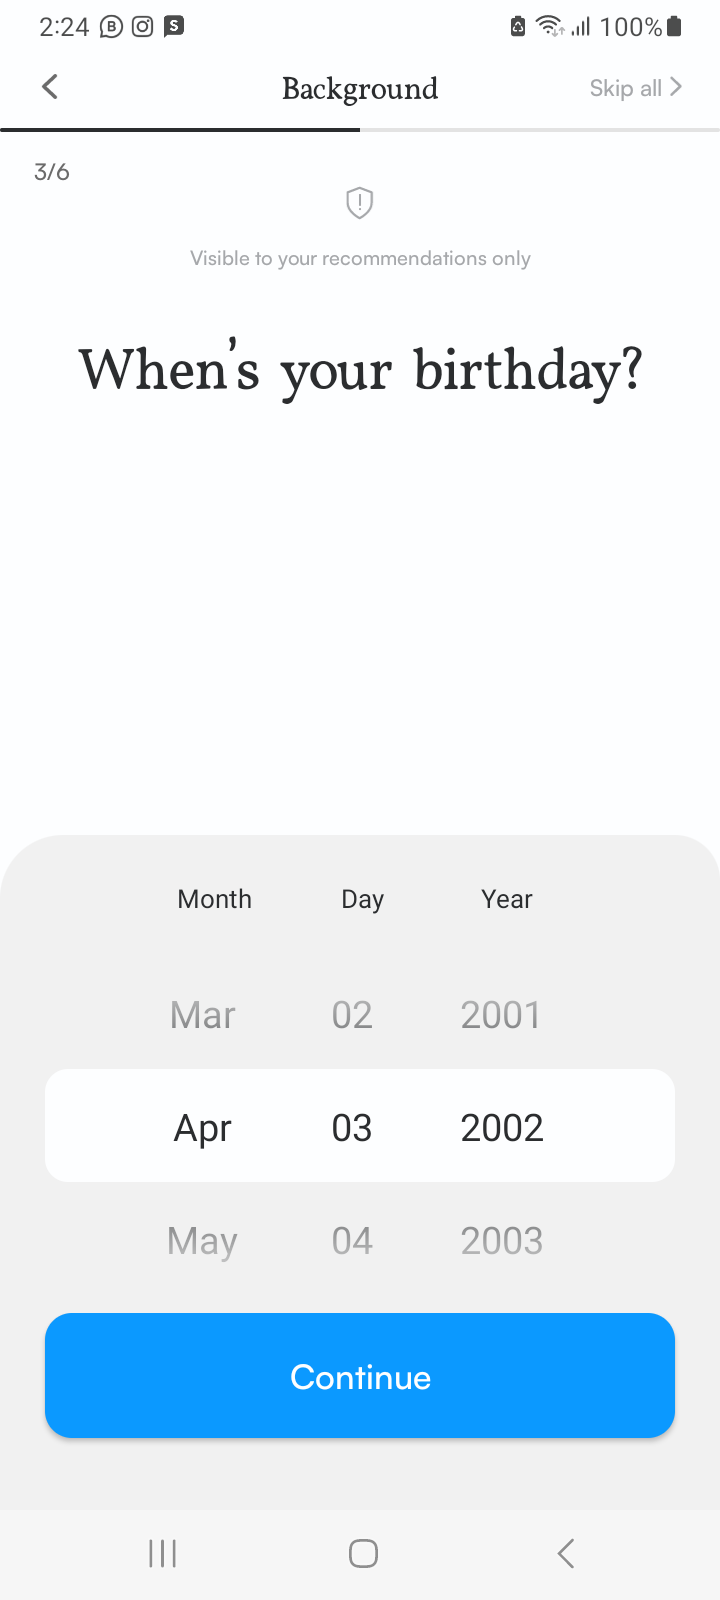 2:24 100%
Background Skip all
3/6
Visible to your recommendations only
When's your birthday?
Month Day Year
Mar 02 2001
Apr 03 2002
May 04 2003
Continue